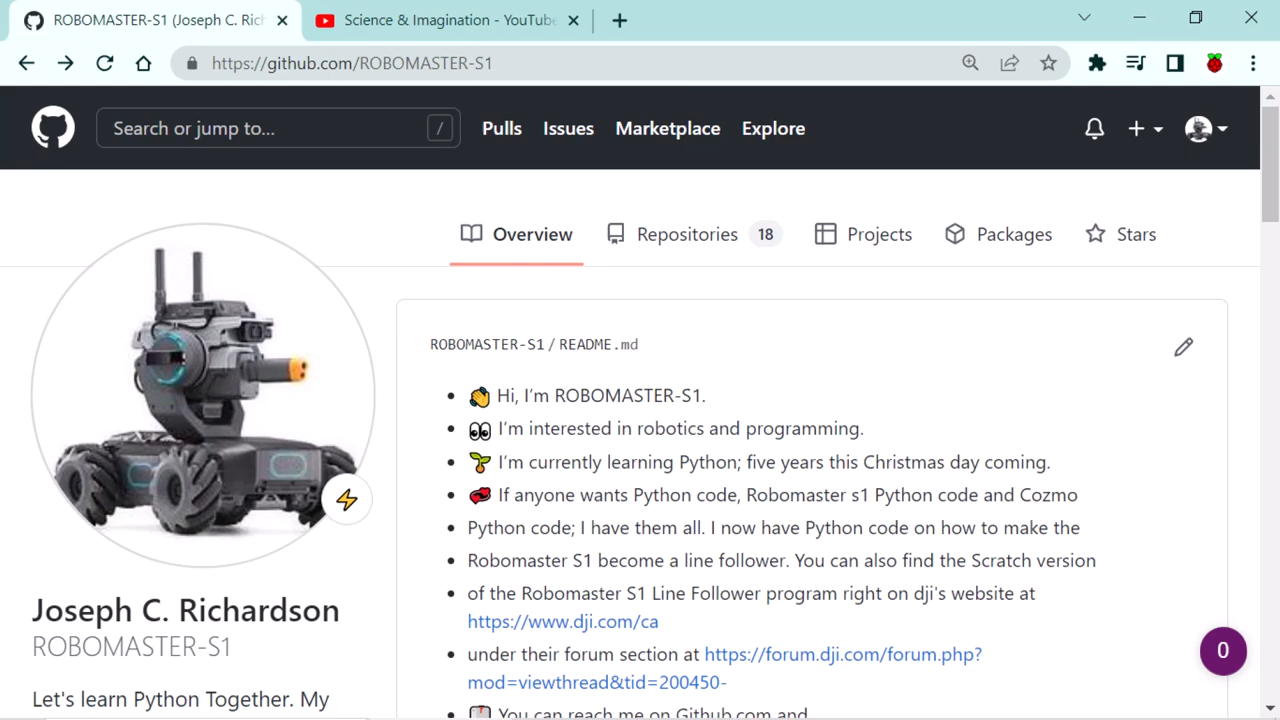 ROBOMASTER-S1 (Joseph C. Rich
Science & Imagination - YouTube
https://github.com/ROBOMASTER-S1
Search or jump to...
/
Pulls
Issues
Marketplace
Explore
Overview
Repositories 18
Projects
Packages
Stars
ROBOMASTER-S1 / README.md
👋 Hi, I'm ROBOMASTER-S1.
👀 I'm interested in robotics and programming.
🌱 I'm currently learning Python; five years this Christmas day coming.
💞️ If anyone wants Python code, Robomaster s1 Python code and Cozmo
Python code; I have them all. I now have Python code on how to make the
Robomaster S1 become a line follower. You can also find the Scratch version
of the Robomaster S1 Line Follower program right on dji's website at
https://www.dji.com/ca
under their forum section at https://forum.dji.com/forum.php?
mod=viewthread&tid=200450-
You can reach me on Github.com and
Joseph C. Richardson
ROBOMASTER-S1
Let's learn Python Together. My
0